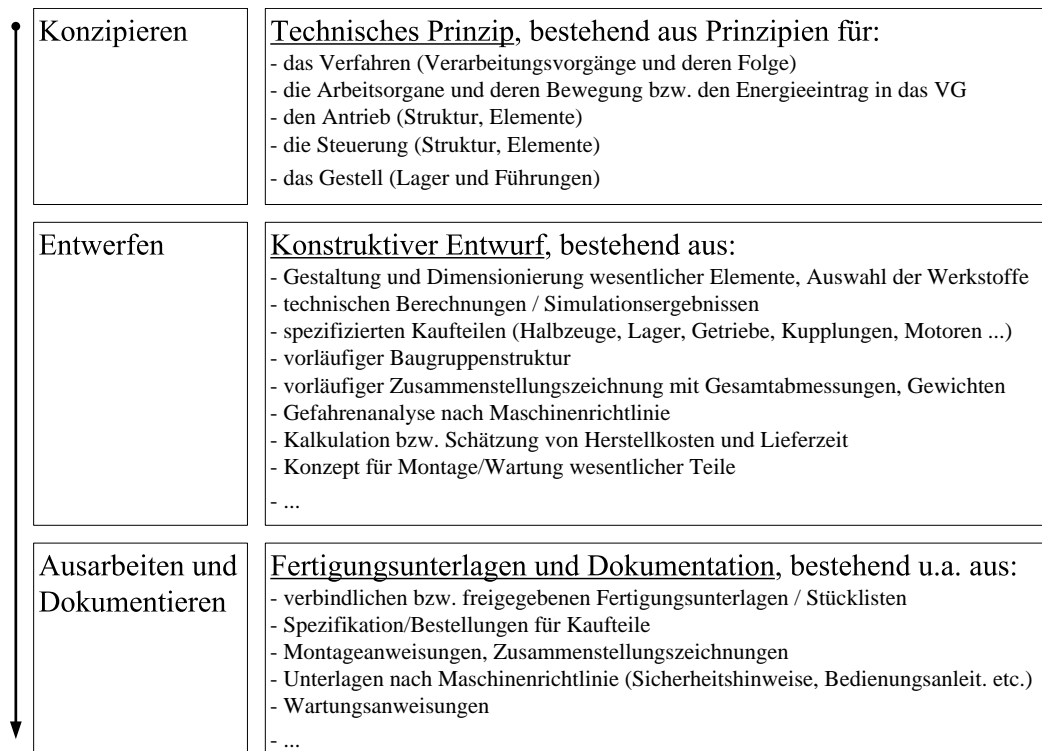 Konzipieren
Technisches Prinzip, bestehend aus Prinzipien für:
- das Verfahren (Verarbeitungsvorgänge und deren Folge)
- die Arbeitsorgane und deren Bewegung bzw. den Energieeintrag in das VG
- den Antrieb (Struktur, Elemente)
- die Steuerung (Struktur, Elemente)
- das Gestell (Lager und Führungen)
Entwerfen
Konstruktiver Entwurf, bestehend aus:
- Gestaltung und Dimensionierung wesentlicher Elemente, Auswahl der Werkstoffe
- technischen Berechnungen / Simulationsergebnissen
- spezifizierten Kaufteilen (Halbzeuge, Lager, Getriebe, Kupplungen, Motoren ...)
- vorläufiger Baugruppenstruktur
- vorläufiger Zusammenstellungszeichnung mit Gesamtabmessungen, Gewichten
- Gefahrenanalyse nach Maschinenrichtlinie
- Kalkulation bzw. Schätzung von Herstellkosten und Lieferzeit
- Konzept für Montage/Wartung wesentlicher Teile
- ...
Ausarbeiten und
Dokumentieren
Fertigungsunterlagen und Dokumentation, bestehend u.a. aus:
- verbindlichen bzw. freigegebenen Fertigungsunterlagen / Stücklisten
- Spezifikation/Bestellungen für Kaufteile
- Montageanweisungen, Zusammenstellungszeichnungen
- Unterlagen nach Maschinenrichtlinie (Sicherheitshinweise, Bedienungsanleit. etc.)
- Wartungsanweisungen
- ...